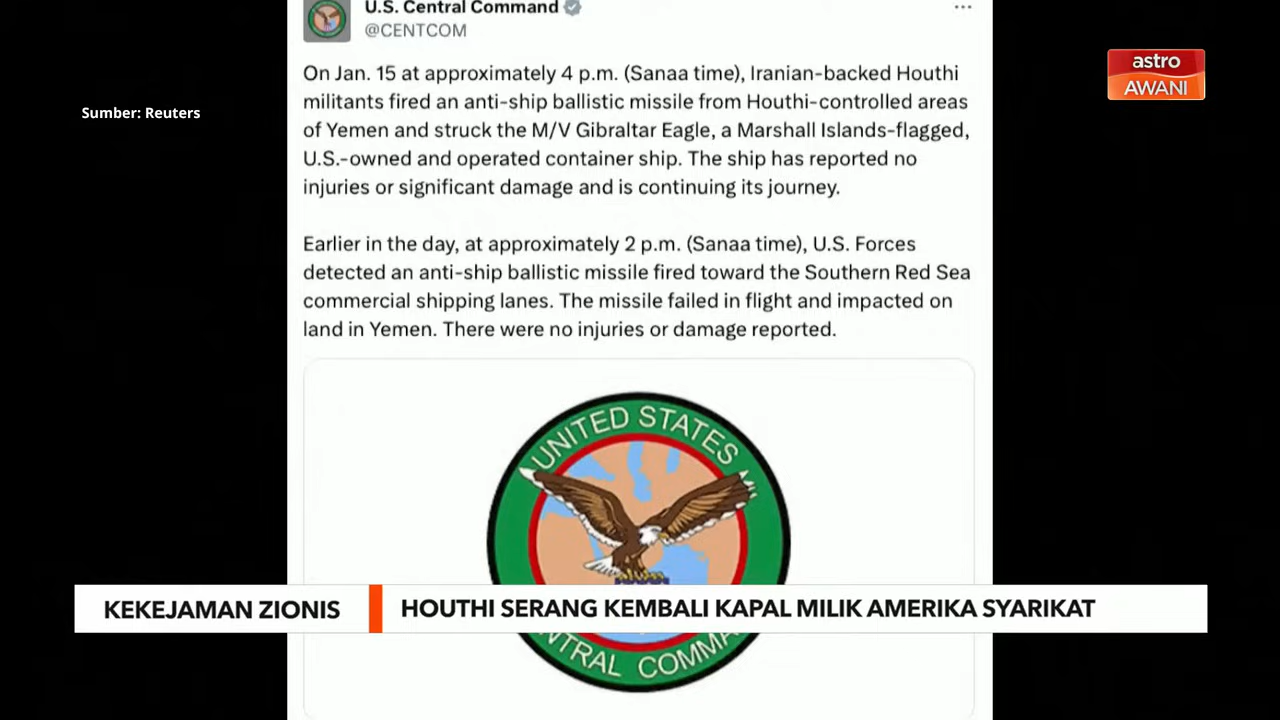 U.S. Central Command
@CENTCOM
astro
AWANI
Sumber: Reuters
On Jan. 15 at approximately 4 p.m. (Sanaa time), Iranian-backed Houthi
militants fired an anti-ship ballistic missile from Houthi-controlled areas
of Yemen and struck the M/V Gibraltar Eagle, a Marshall Islands-flagged,
U.S.-owned and operated container ship. The ship has reported no
injuries or significant damage and is continuing its journey.
Earlier in the day, at approximately 2 p.m. (Sanaa time), U.S. Forces
detected an anti-ship ballistic missile fired toward the Southern Red Sea
commercial shipping lanes. The missile failed in flight and impacted on
land in Yemen. There were no injuries or damage reported.
UNITED STATES
KEKEJAMAN ZIONIS
HOUTHI SERANG KEMBALI KAPAL MILIK AMERIKA SYARIKAT